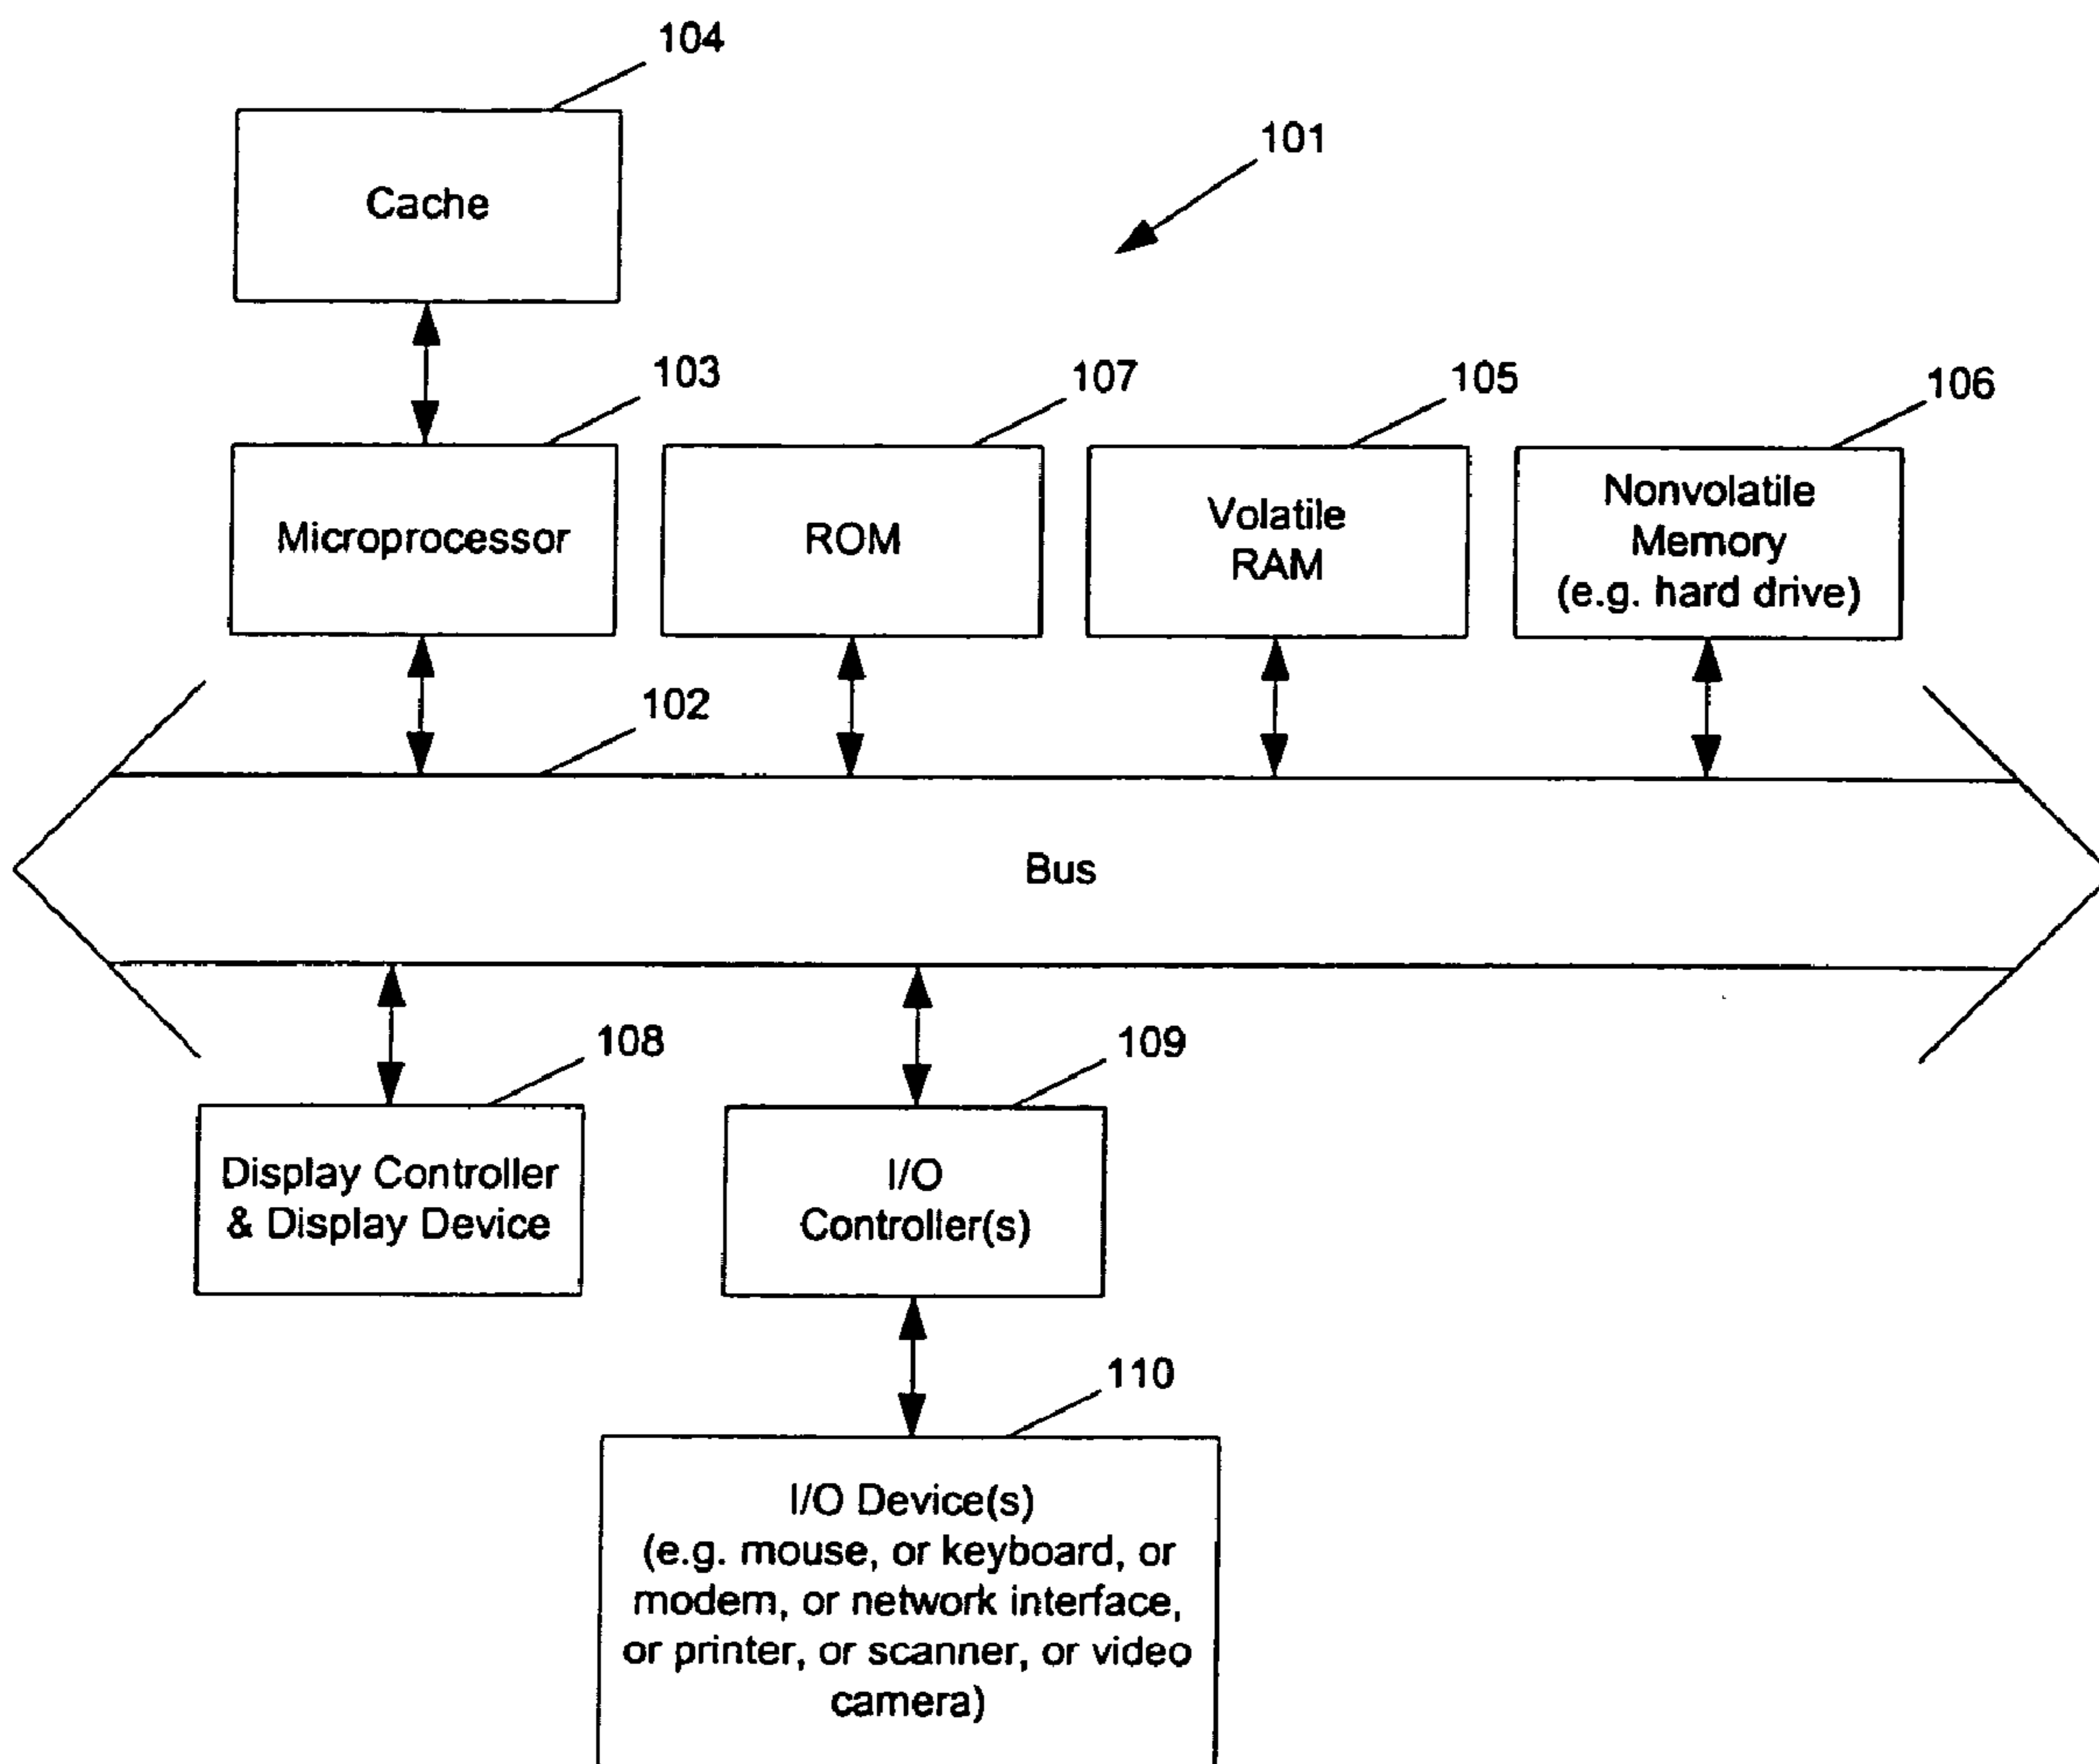 104
101
Cache
103
107
105
106
Microprocessor
ROM
Volatile
RAM
Nonvolatile
Memory
(e.g. hard drive)
102
Bus
108
109
Display Controller
& Display Device
I/O
Controller(s)
110
I/O Device(s)
(e.g. mouse, or keyboard, or
modem, or network interface,
or printer, or scanner, or video
camera)